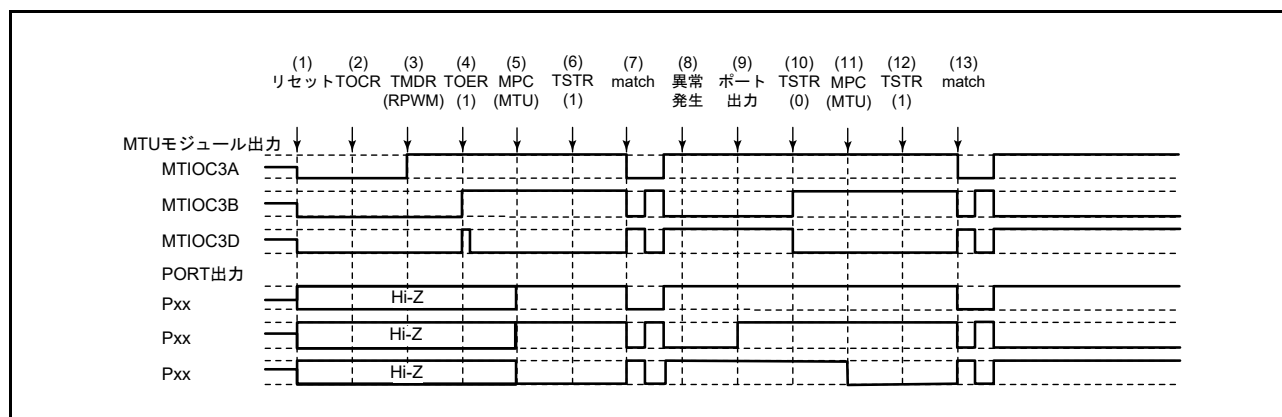 (1) (2) (3) (4) (5) (6) (7) (8) (9) (10) (11) (12) (13)
リセット TOCR TMDR TOER MPC TSTR match 異常 ポート TSTR MPC TSTR match
(RPWM) (1) (MTU) (1) 発生 出力 (0) (MTU) (1)
MTUモジュール出力
MTIOC3A
MTIOC3B
MTIOC3D
PORT出力
Pxx Hi-Z
Pxx Hi-Z
Pxx Hi-Z